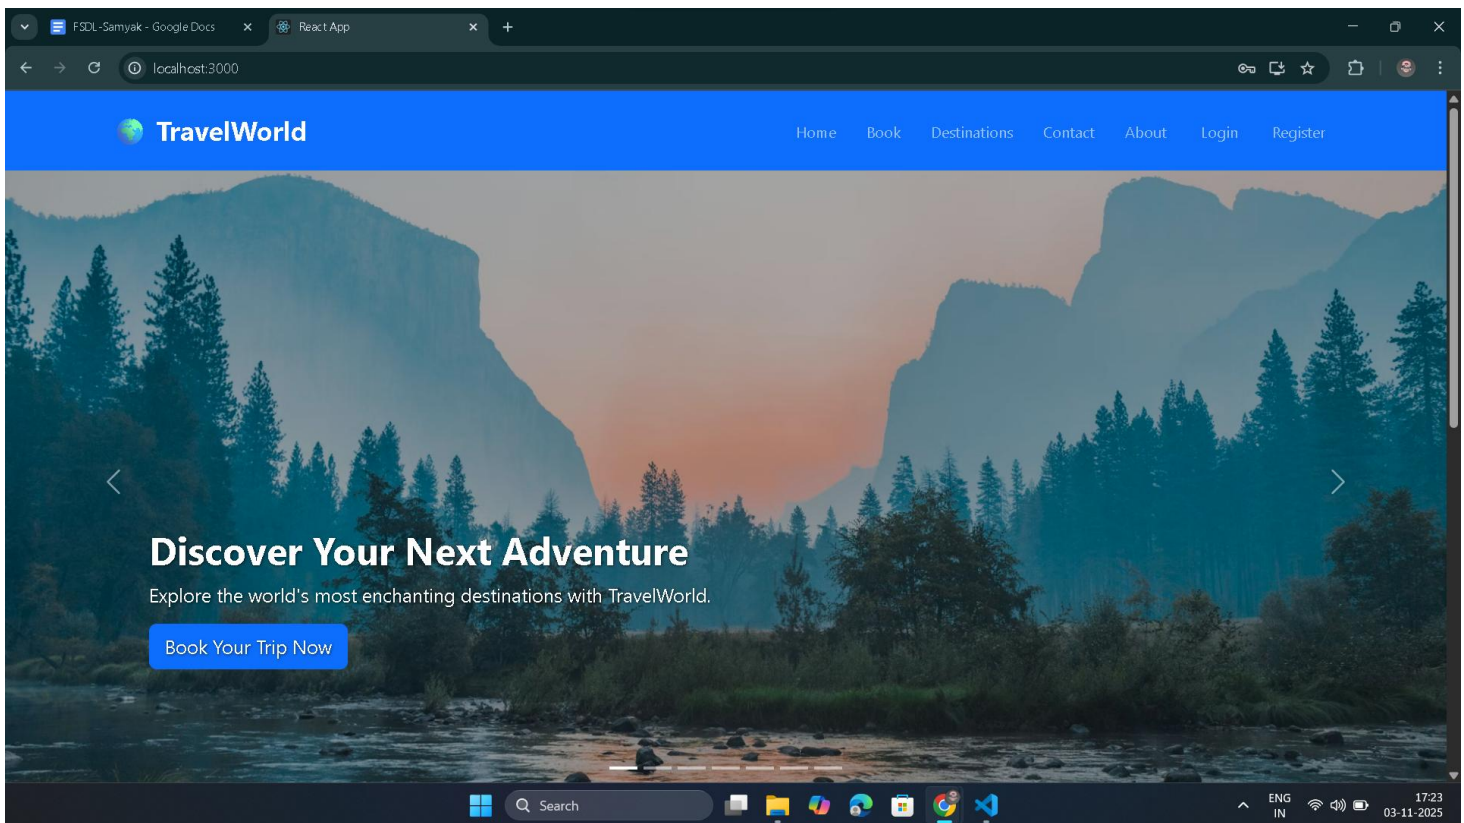 FSDL-Samyak - Google Docs
React App
localhost:3000
TravelWorld
Home Book Destinations Contact About Login Register
Discover Your Next Adventure
Explore the world's most enchanting destinations with TravelWorld.
Book Your Trip Now
Search
ENG
IN
17:23
03-11-2025